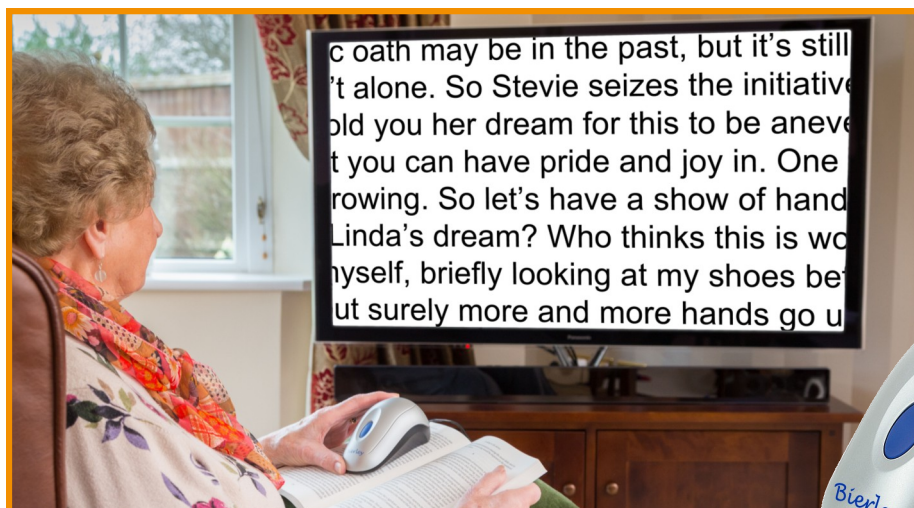 c oath may be in the past, but it's still
't alone. So Stevie seizes the initiative
old you her dream for this to be aneve
t you can have pride and joy in. One
rowing. So let's have a show of hand
Linda's dream? Who thinks this is wo
nyself, briefly looking at my shoes bef
ut surely more and more hands go u
Panasonic
Bierl